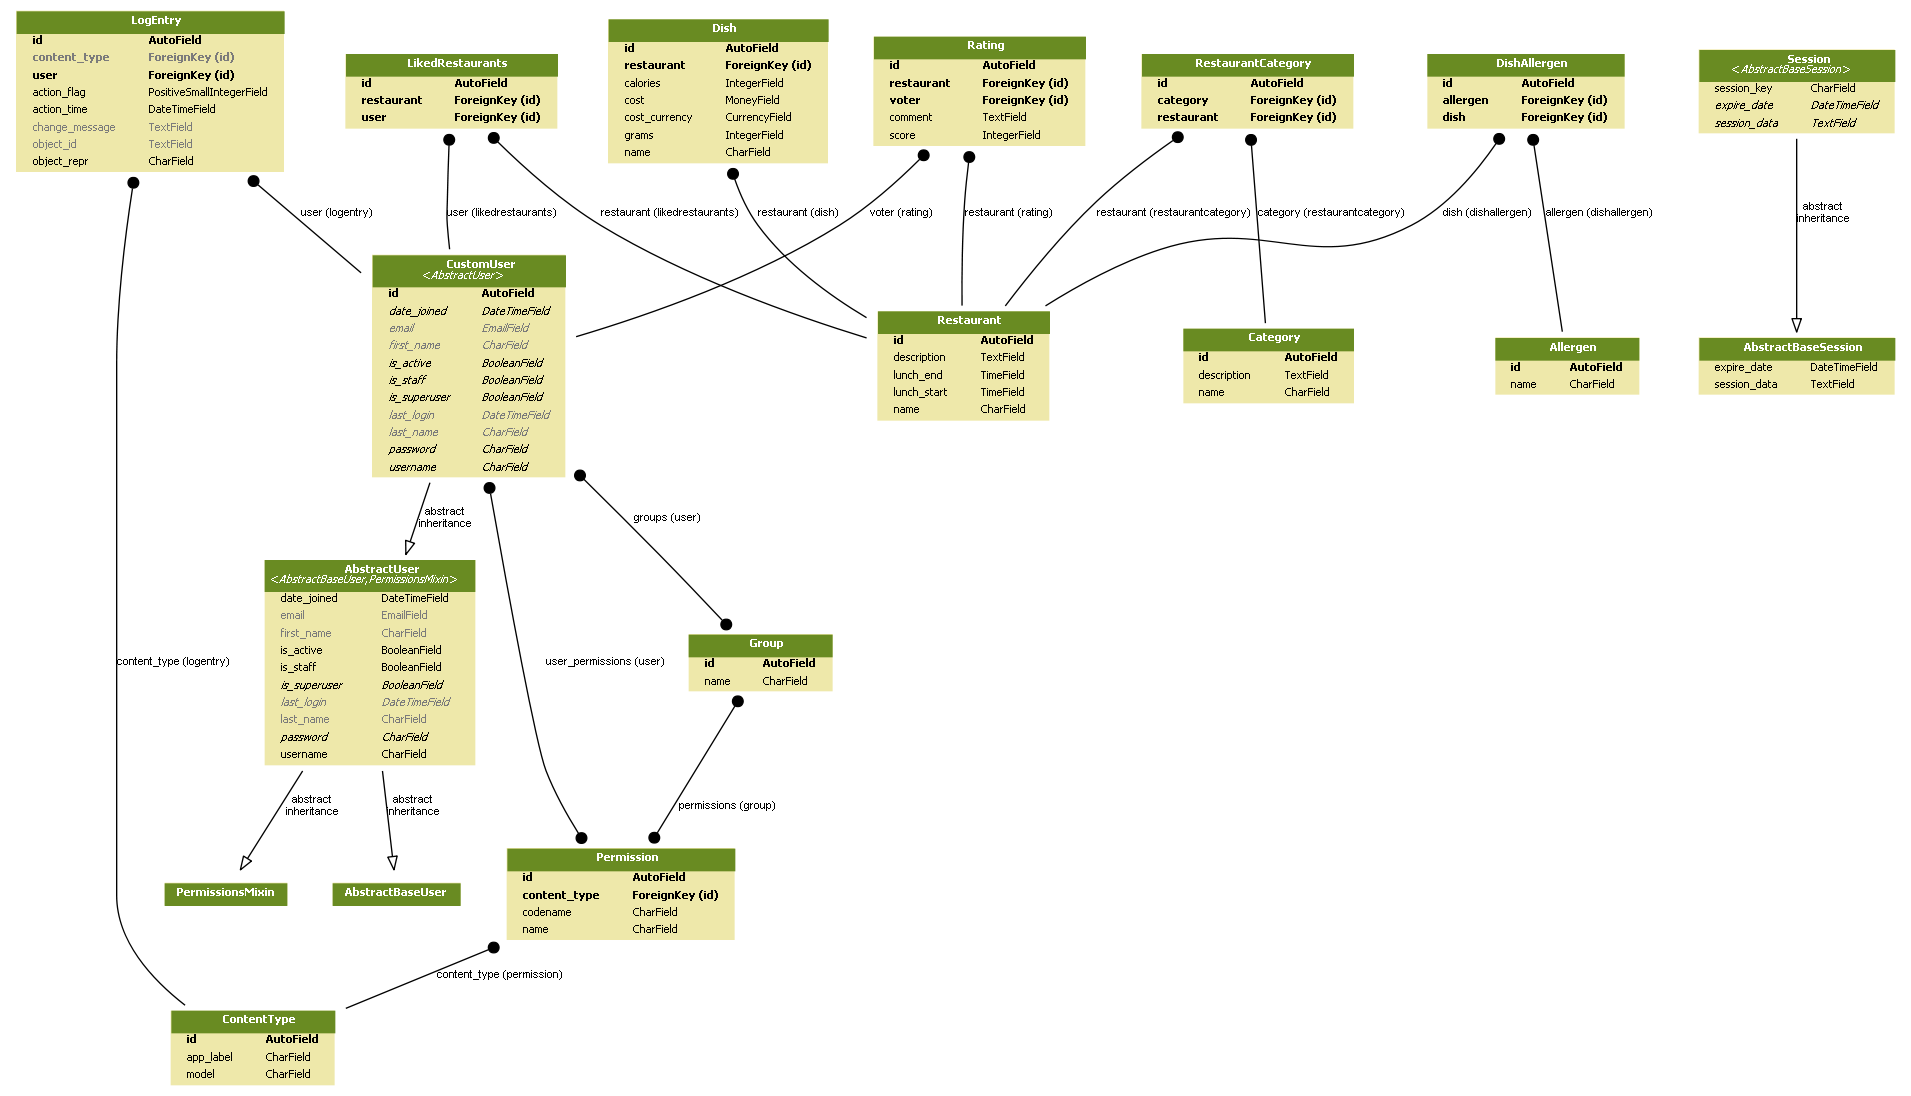 LogEntry
id AutoField
content_type ForeignKey (id)
user ForeignKey (id)
action_flag PositiveSmallIntegerField
action_time DateTimeField
change_message TextField
object_id TextField
object_repr CharField
LikedRestaurants
id AutoField
restaurant ForeignKey (id)
user ForeignKey (id)
Dish
id AutoField
restaurant ForeignKey (id)
calories IntegerField
cost MoneyField
cost_currency CurrencyField
grams IntegerField
name CharField
Rating
id AutoField
restaurant ForeignKey (id)
voter ForeignKey (id)
comment TextField
score IntegerField
RestaurantCategory
id AutoField
category ForeignKey (id)
restaurant ForeignKey (id)
DishAllergen
id AutoField
allergen ForeignKey (id)
dish ForeignKey (id)
Session
<AbstractBaseSession>
session_key CharField
expire_date DateTimeField
session_data TextField
user (logentry)
user (likedrestaurants)
restaurant (likedrestaurants)
restaurant (dish)
voter (rating)
restaurant (rating)
restaurant (restaurantcategory)
category (restaurantcategory)
dish (dishallergen)
allergen (dishallergen)
abstract
inheritance
CustomUser
<AbstractUser>
id AutoField
date_joined DateTimeField
email EmailField
first_name CharField
is_active BooleanField
is_staff BooleanField
is_superuser BooleanField
last_login DateTimeField
last_name CharField
password CharField
username CharField
Restaurant
id AutoField
description TextField
lunch_end TimeField
lunch_start TimeField
name CharField
Category
id AutoField
description TextField
name CharField
Allergen
id AutoField
name CharField
AbstractBaseSession
expire_date DateTimeField
session_data TextField
abstract
inheritance
groups (user)
AbstractUser
<AbstractBaseUser,PermissionsMixin>
date_joined DateTimeField
email EmailField
first_name CharField
is_active BooleanField
is_staff BooleanField
is_superuser BooleanField
last_login DateTimeField
last_name CharField
password CharField
username CharField
content_type (logentry)
user_permissions (user)
Group
id AutoField
name CharField
abstract
inheritance
abstract
inheritance
permissions (group)
PermissionsMixin
AbstractBaseUser
Permission
id AutoField
content_type ForeignKey (id)
codename CharField
name CharField
content_type (permission)
ContentType
id AutoField
app_label CharField
model CharField